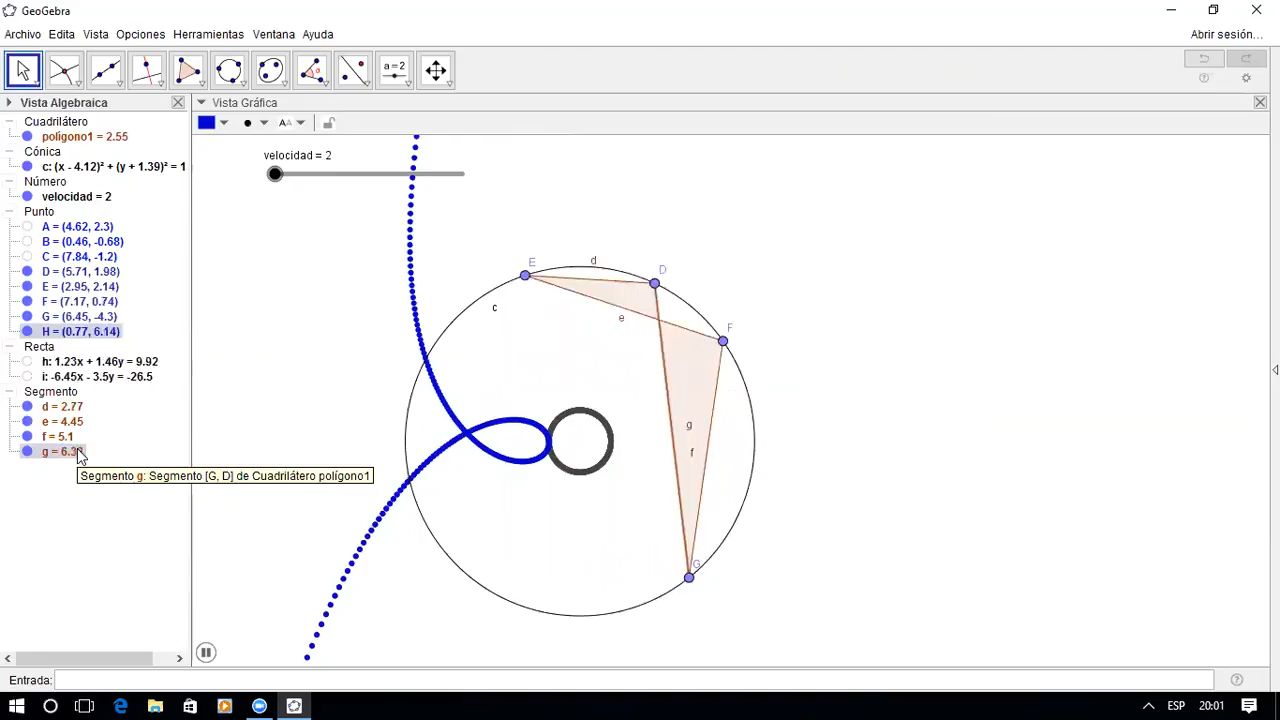 GeoGebra
Archivo Edita Vista Opciones Herramientas Ventana Ayuda
Abrir sesión...
a = 2
Vista Algebraica
Vista Gráfica
Cuadrilátero
polígono1 = 2.55
Cónica
c: (x - 4.12)² + (y + 1.39)² = 1
Número
velocidad = 2
Punto
A = (4.62, 2.3)
B = (0.46, -0.68)
C = (7.84, -1.2)
D = (5.71, 1.98)
E = (2.95, 2.14)
F = (7.17, 0.74)
G = (6.45, -4.3)
H = (0.77, 6.14)
Recta
h: 1.23x + 1.46y = 9.92
i: -6.45x - 3.5y = -26.5
Segmento
d = 2.77
e = 4.45
f = 5.1
g = 6.3
Segmento g: Segmento [G, D] de Cuadrilátero polígono1
AA
velocidad = 2
E
d
D
c
e
F
g
f
G
Entrada:
ESP
20:01